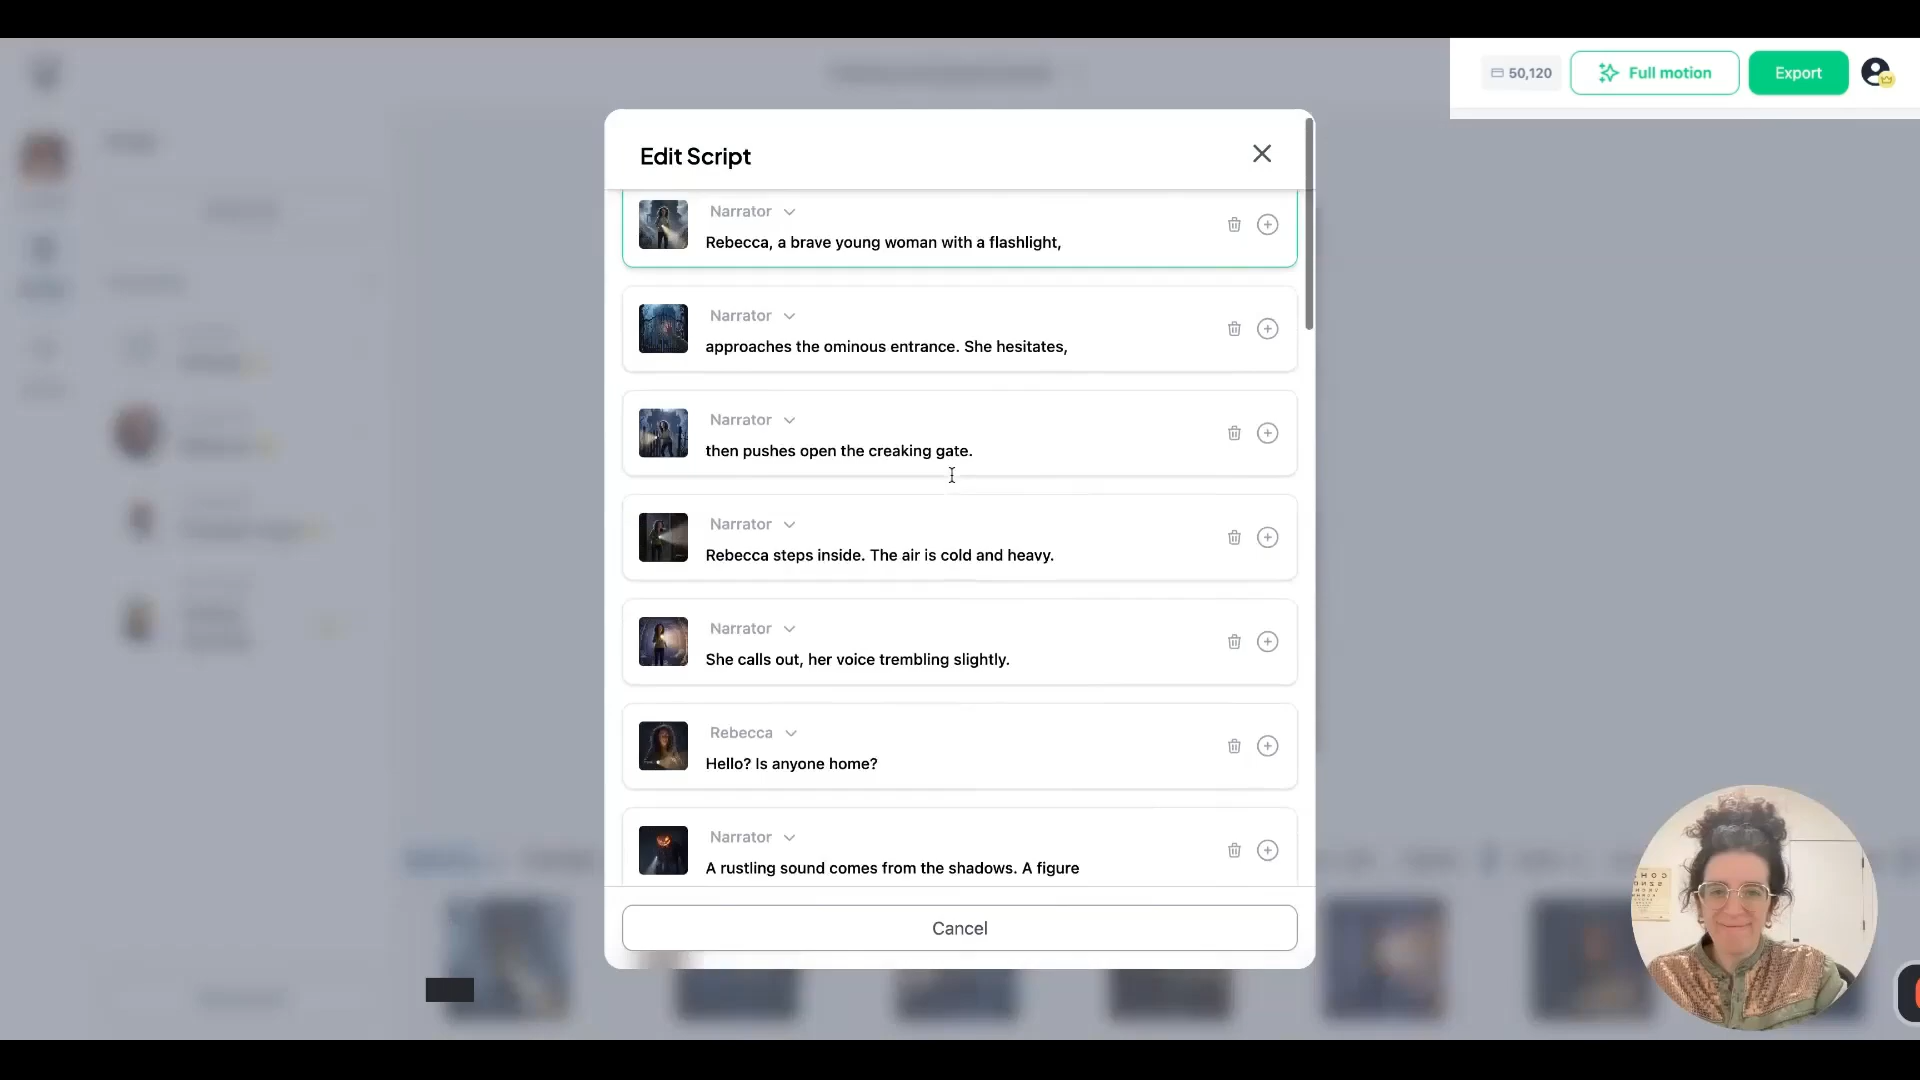 50,120
Full motion
Export
Edit Script
Narrator
Rebecca, a brave young woman with a flashlight,
Narrator
approaches the ominous entrance. She hesitates,
Narrator
then pushes open the creaking gate.
Narrator
Rebecca steps inside. The air is cold and heavy.
Narrator
She calls out, her voice trembling slightly.
Rebecca
Hello? Is anyone home?
Narrator
A rustling sound comes from the shadows. A figure
Cancel